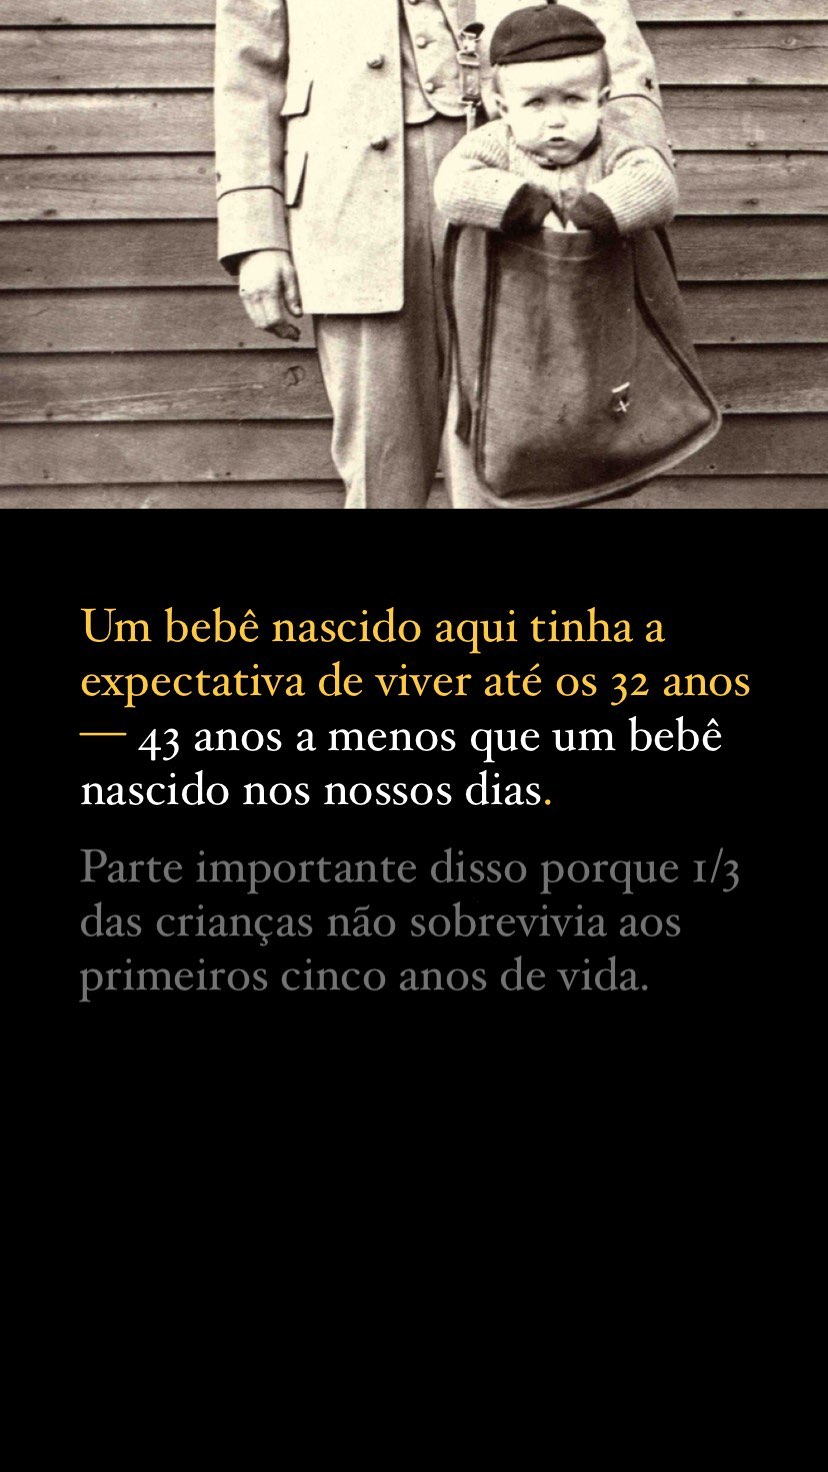 Um bebê nascido aqui tinha a
expectativa de viver até os 32 anos
— 43 anos a menos que um bebê
nascido nos nossos dias.
Parte importante disso porque 1/3
das crianças não sobrevivia aos
primeiros cinco anos de vida.